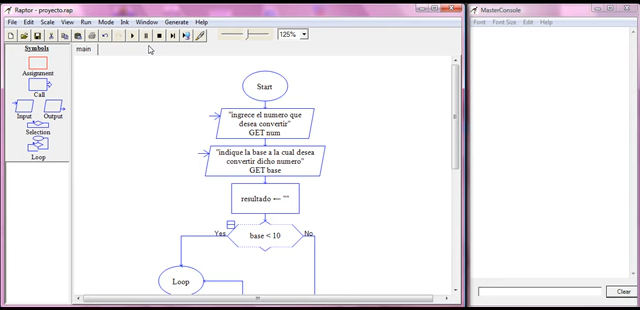 Raptor - proyecto.rap
File Edit Scale View Run Mode Ink Window Generate Help
125%
Symbols
Assignment
Call
Input Output
Selection
Loop
main
Start
"ingrece el numero que
desea convertir"
GET num
"indique la base a la cual desea
convertir dicho numero"
GET base
resultado ← ""
Yes base < 10 No
Loop
MasterConsole
Font Font Size Edit Help
Clear